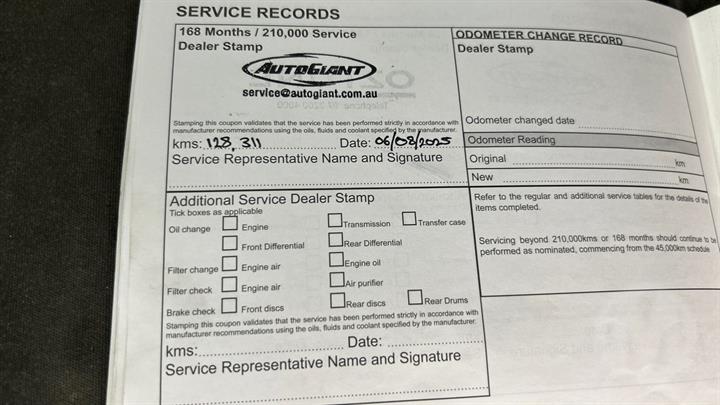 SERVICE RECORDS
168 Months / 210,000 Service
Dealer Stamp
AUTOGIANT
service@autogiant.com.au
Stamping this coupon validates that the service has been performed strictly in accordance with
manufacturer recommendations using the oils, fluids and coolant specified by the manufacturer.
kms: 128,311 Date: 06/08/2025
Service Representative Name and Signature
Additional Service Dealer Stamp
Tick boxes as applicable
Oil change Engine Transmission Transfer case
Front Differential Rear Differential
Filter change Engine air Engine oil
Filter check Engine air Air purifier
Brake check Front discs Rear discs Rear Drums
Stamping this coupon validates that the service has been performed strictly in accordance with
manufacturer recommendations using the oils, fluids and coolant specified by the manufacturer.
kms: Date:
Service Representative Name and Signature
ODOMETER CHANGE RECORD
Dealer Stamp
Odometer changed date
Odometer Reading
Original km
New km
Refer to the regular and additional service tables for the details of the
items completed.
Servicing beyond 210,000kms or 168 months should continue to be
performed as nominated, commencing from the 45,000km schedule